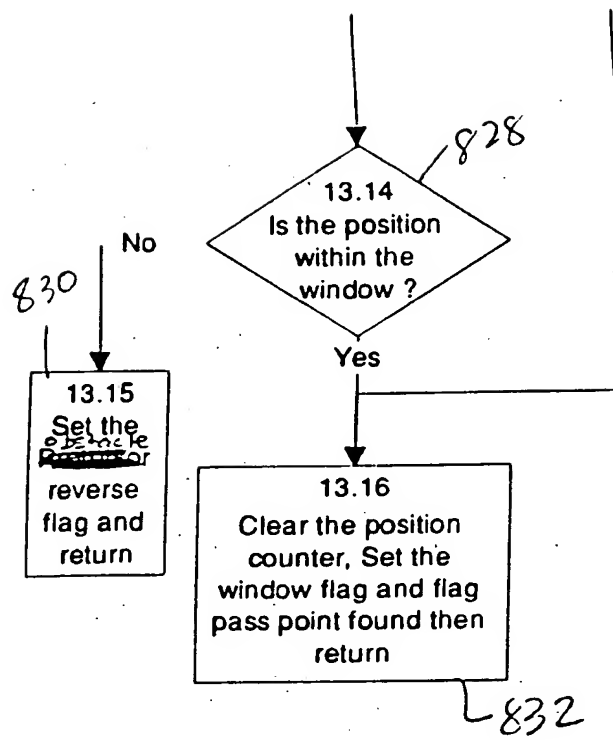 828
13.14
Is the position
within the
window ?
No
Yes
830
13.15
Set the
obstacle
reverse
flag and
return
13.16
Clear the position
counter, Set the
window flag and flag
pass point found then
return
832